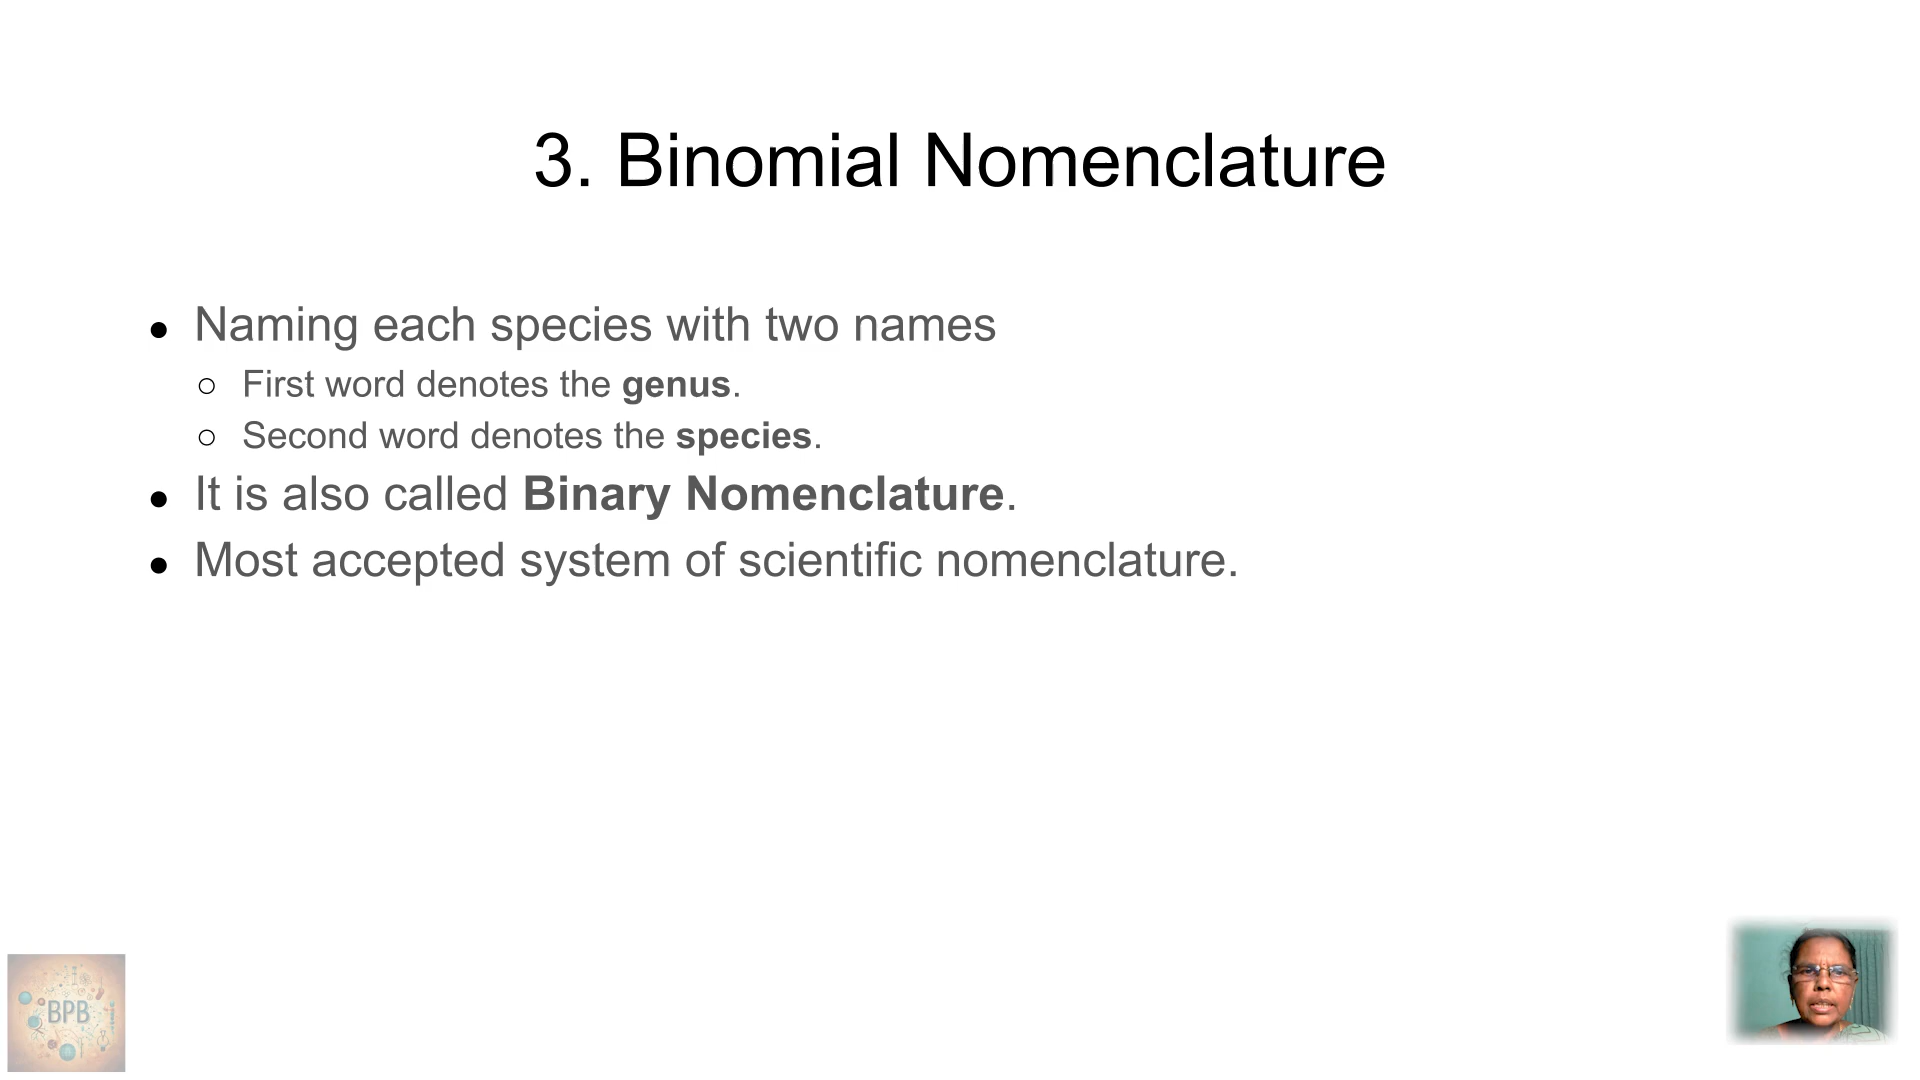 3. Binomial Nomenclature
● Naming each species with two names
○ First word denotes the genus.
○ Second word denotes the species.
● It is also called Binary Nomenclature.
● Most accepted system of scientific nomenclature.
BPB